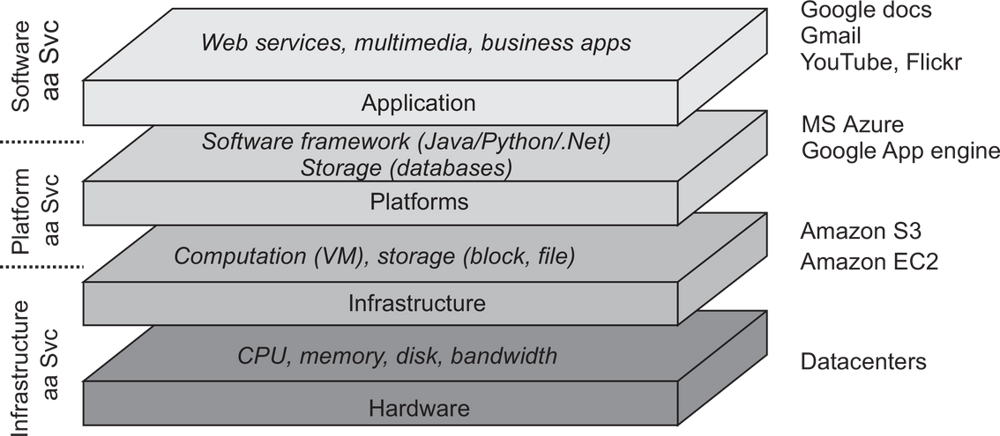 Software
aa Svc
Web services, multimedia, business apps
Application
Google docs
Gmail
YouTube, Flickr
Platform
aa Svc
Software framework (Java/Python/.Net)
Storage (databases)
Platforms
MS Azure
Google App engine
Infrastructure
aa Svc
Computation (VM), storage (block, file)
Infrastructure
Amazon S3
Amazon EC2
CPU, memory, disk, bandwidth
Hardware
Datacenters